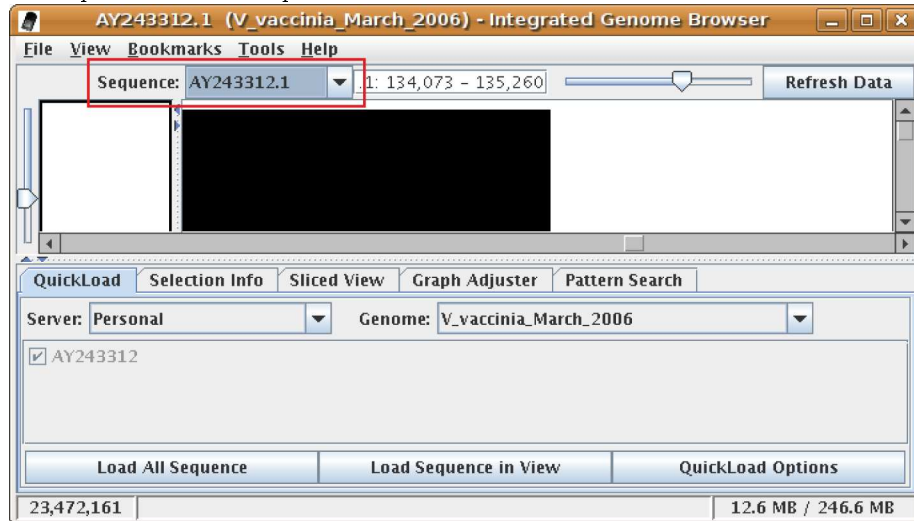 AY243312.1 (V_vaccinia_March_2006) - Integrated Genome Browser
File View Bookmarks Tools Help
Sequence: AY243312.1 .1: 134,073 - 135,260 Refresh Data
QuickLoad Selection Info Sliced View Graph Adjuster Pattern Search
Server: Personal Genome: V_vaccinia_March_2006
AY243312
Load All Sequence Load Sequence in View QuickLoad Options
23,472,161 12.6 MB / 246.6 MB